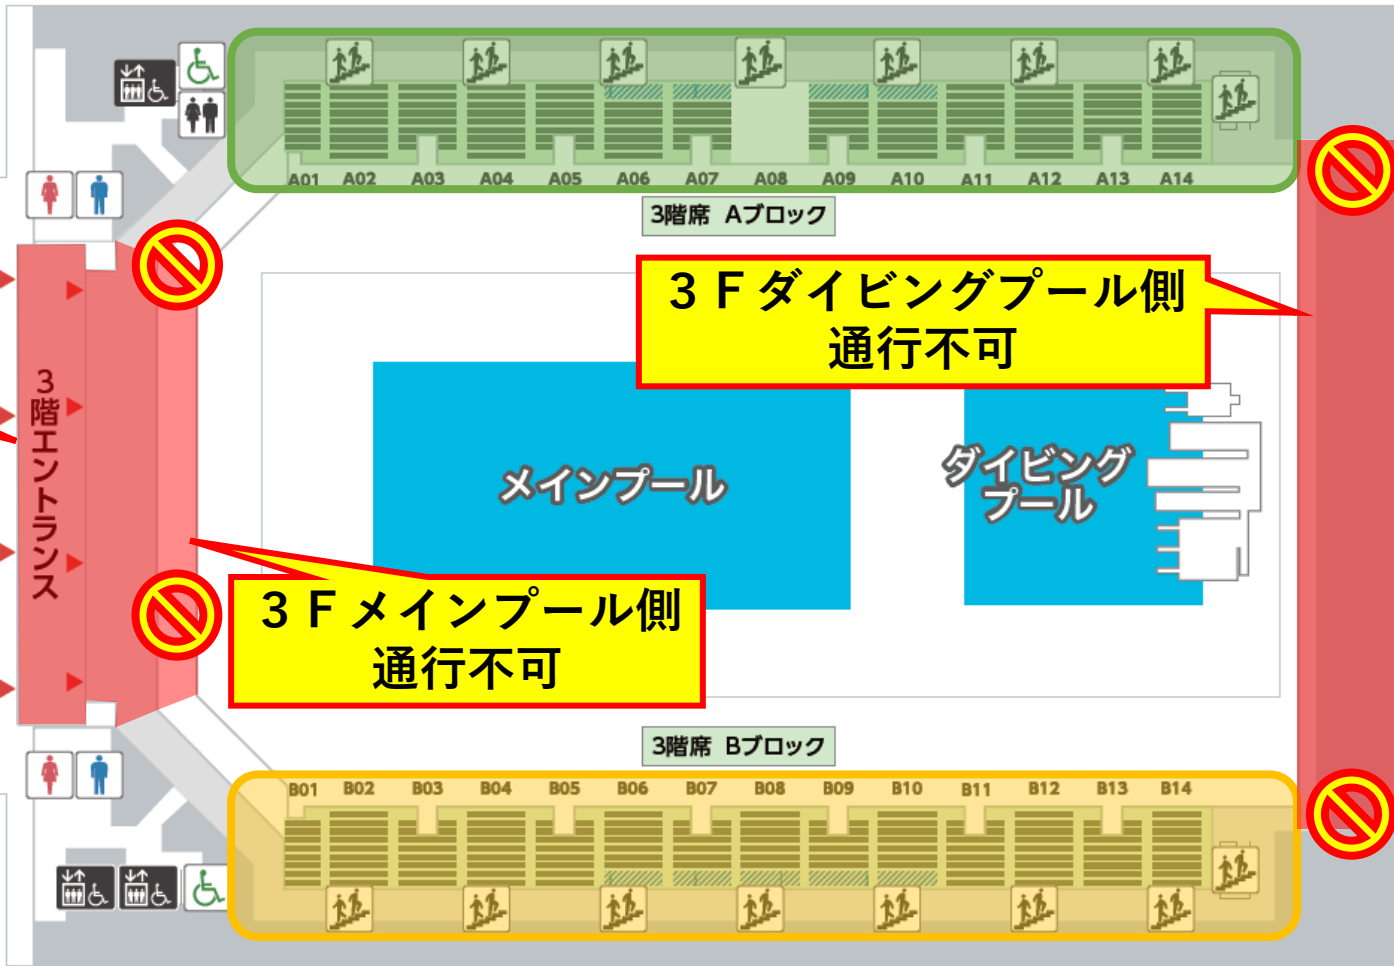 A01 A02 A03 A04 A05 A06 A07 A08 A09 A10 A11 A12 A13 A14
3階席 Aブロック
３Ｆダイビングプール側
通行不可
3階エントランス
メインプール
ダイビング
プール
３Ｆメインプール側
通行不可
3階席 Bブロック
B01 B02 B03 B04 B05 B06 B07 B08 B09 B10 B11 B12 B13 B14